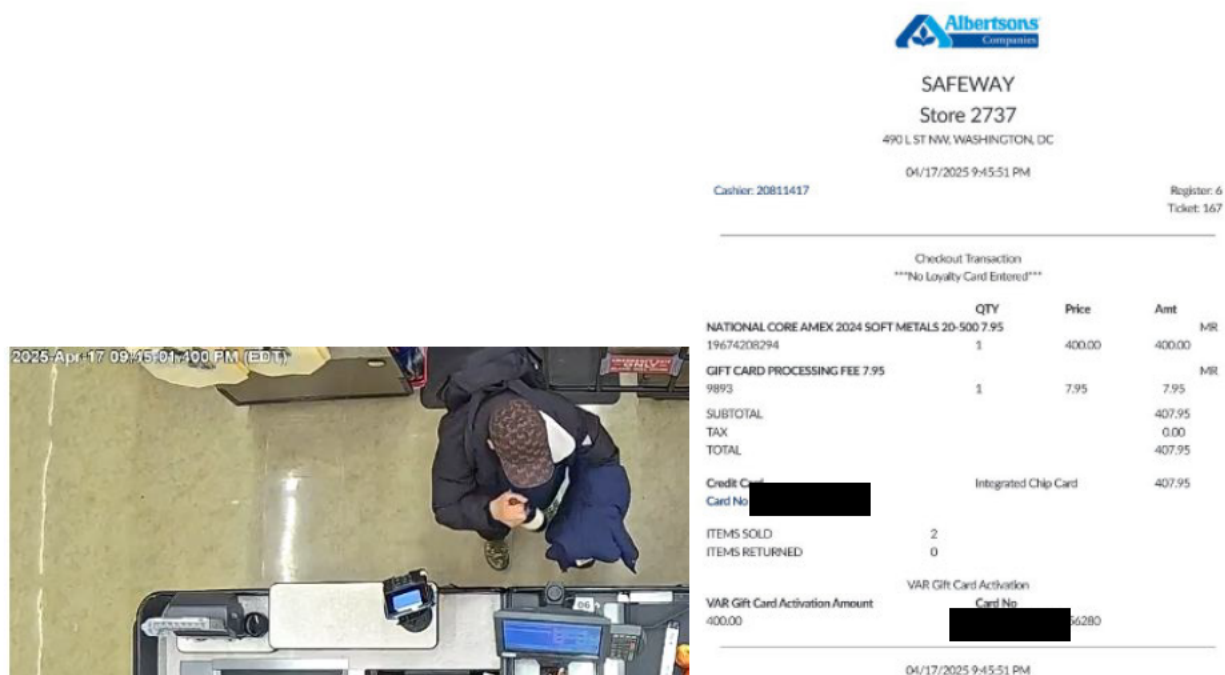 Albertsons
Companies
SAFEWAY
Store 2737
490 L ST NW, WASHINGTON, DC
04/17/2025 9:45:51 PM
Cashier: 20811417 Register: 6
Ticket: 167
Checkout Transaction
***No Loyalty Card Entered***
QTY Price Amt
NATIONAL CORE AMEX 2024 SOFT METALS 20-500 7.95 MR
19674208294 1 400.00 400.00
GIFT CARD PROCESSING FEE 7.95 MR
9893 1 7.95 7.95
SUBTOTAL 407.95
TAX 0.00
TOTAL 407.95
Credit Integrated Chip Card 407.95
Card No
ITEMS SOLD 2
ITEMS RETURNED 0
VAR Gift Card Activation
VAR Gift Card Activation Amount Card No
400.00 56280
04/17/2025 9:45:51 PM
2025-Apr-17 09:45:01.400 PM (EDT)
ONLY
06